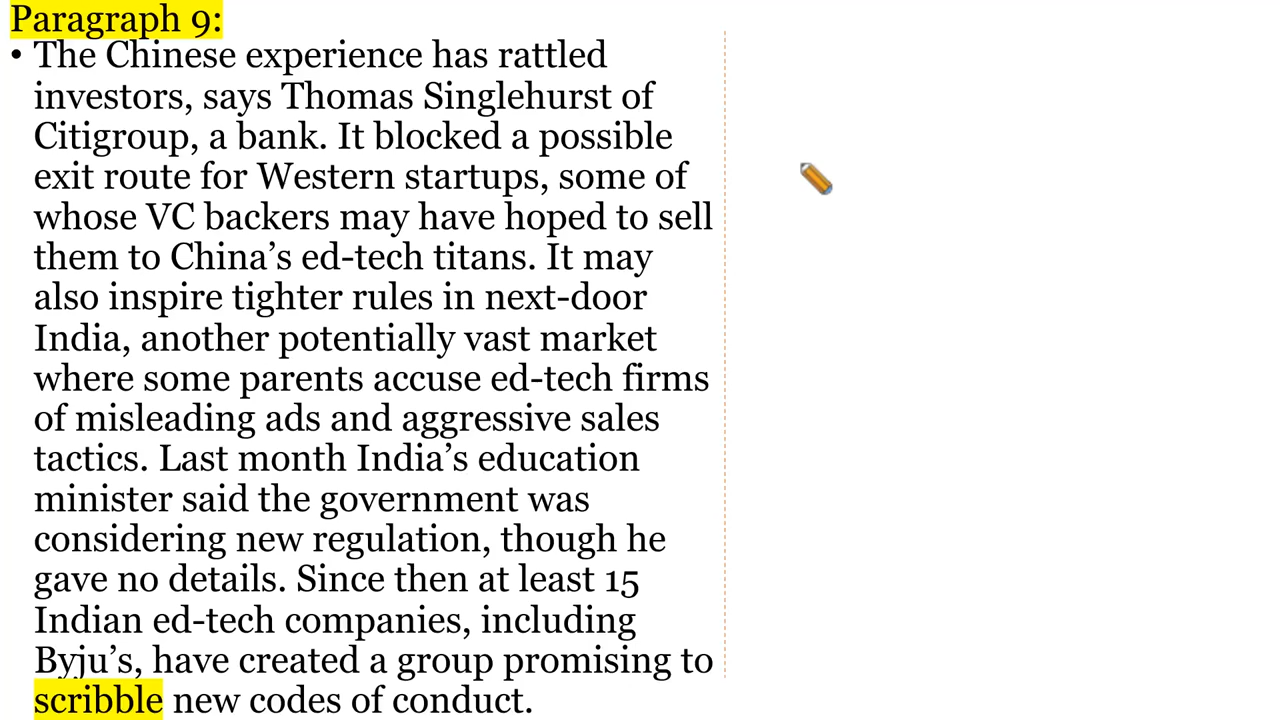 Paragraph 9:
• The Chinese experience has rattled
investors, says Thomas Singlehurst of
Citigroup, a bank. It blocked a possible
exit route for Western startups, some of
whose VC backers may have hoped to sell
them to China’s ed-tech titans. It may
also inspire tighter rules in next-door
India, another potentially vast market
where some parents accuse ed-tech firms
of misleading ads and aggressive sales
tactics. Last month India’s education
minister said the government was
considering new regulation, though he
gave no details. Since then at least 15
Indian ed-tech companies, including
Byju’s, have created a group promising to
scribble new codes of conduct.